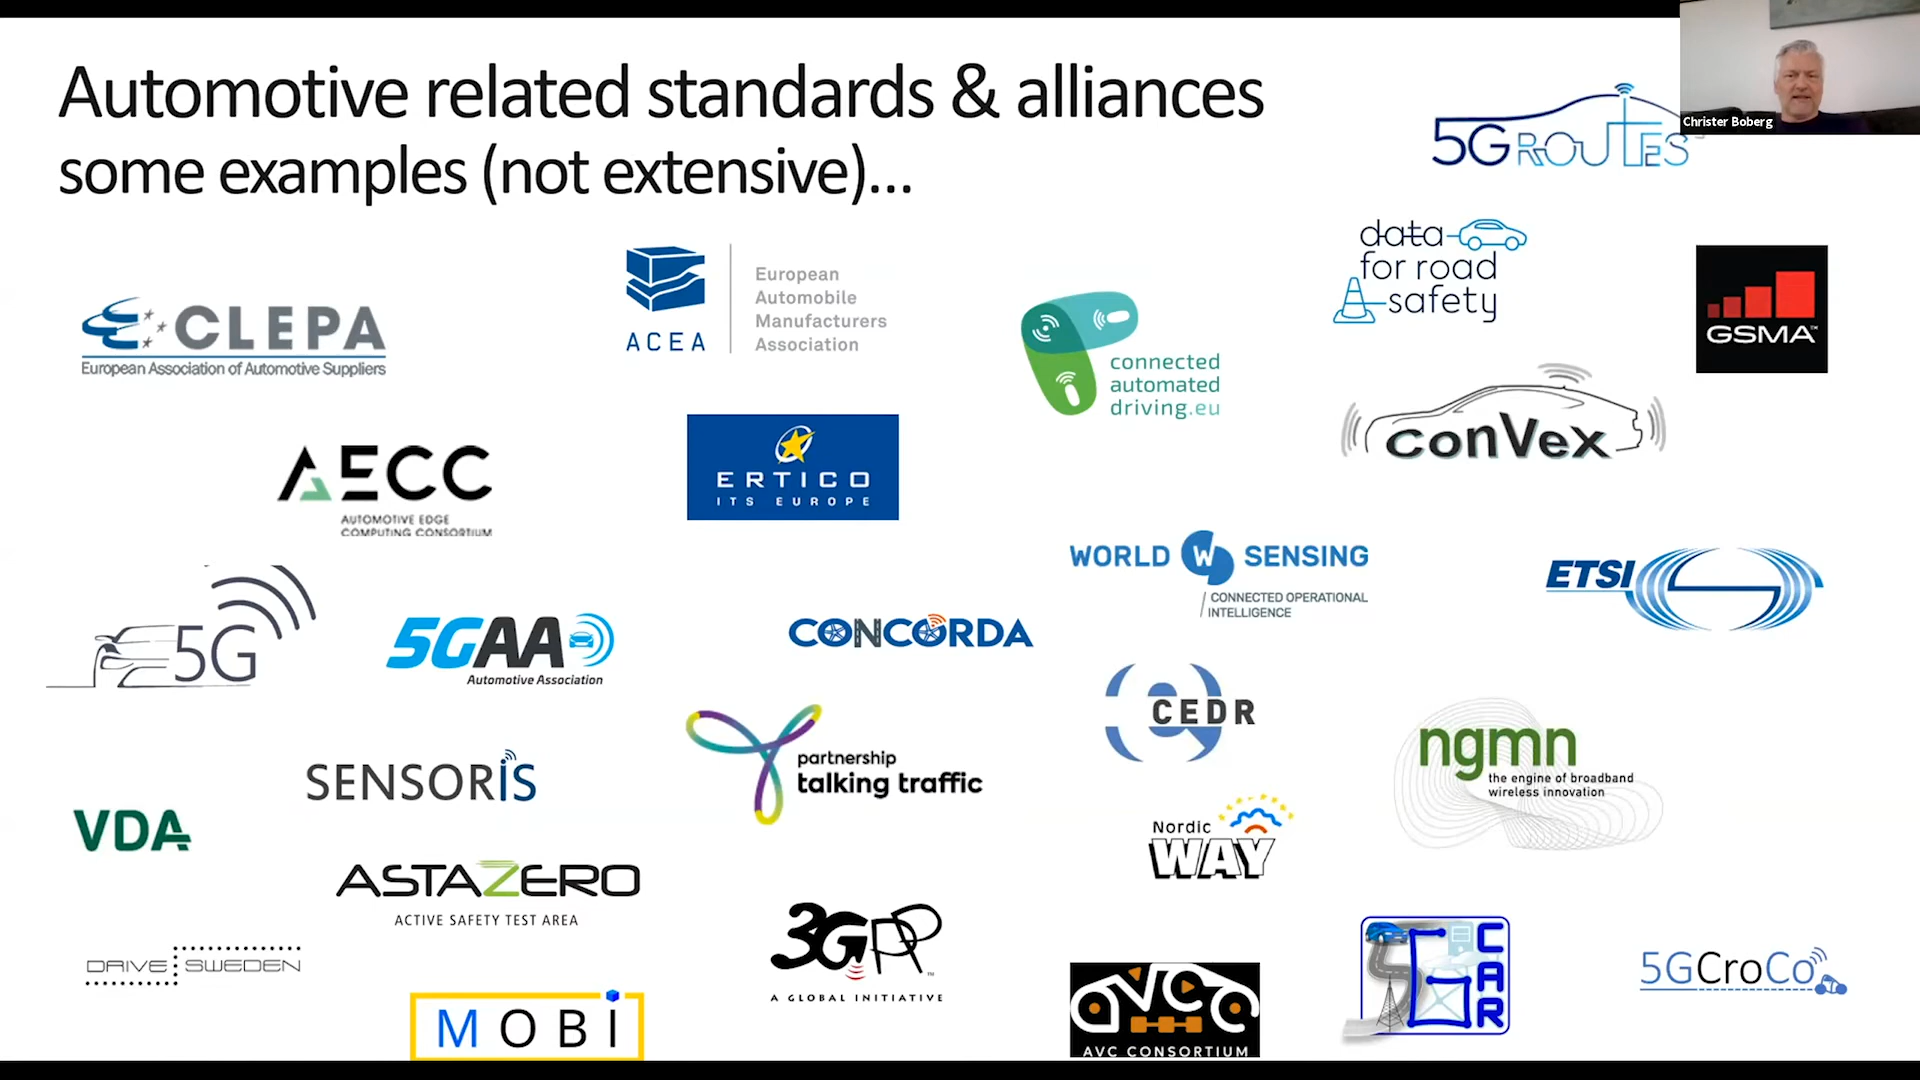 Automotive related standards & alliances
some examples (not extensive)...
Christer Boberg
5GROUTES
data
for road
safety
GSMA™
CLEPA
European Association of Automotive Suppliers
ACEA
European
Automobile
Manufacturers
Association
connected
automated
driving.eu
conVex
AECC
AUTOMOTIVE EDGE
COMPUTING CONSORTIUM
ERTICO
ITS EUROPE
WORLD W SENSING
CONNECTED OPERATIONAL
INTELLIGENCE
ETSI
5G
5GAA
Automotive Association
CONCORDA
CEDR
ngmn
the engine of broadband
wireless innovation
SENSORIS
partnership
talking traffic
VDA
Nordic
WAY
ASTAZERO
ACTIVE SAFETY TEST AREA
3GPP™
A GLOBAL INITIATIVE
DRIVE SWEDEN
MOBI
avcc
AVC CONSORTIUM
5G CAR
5GCroCo